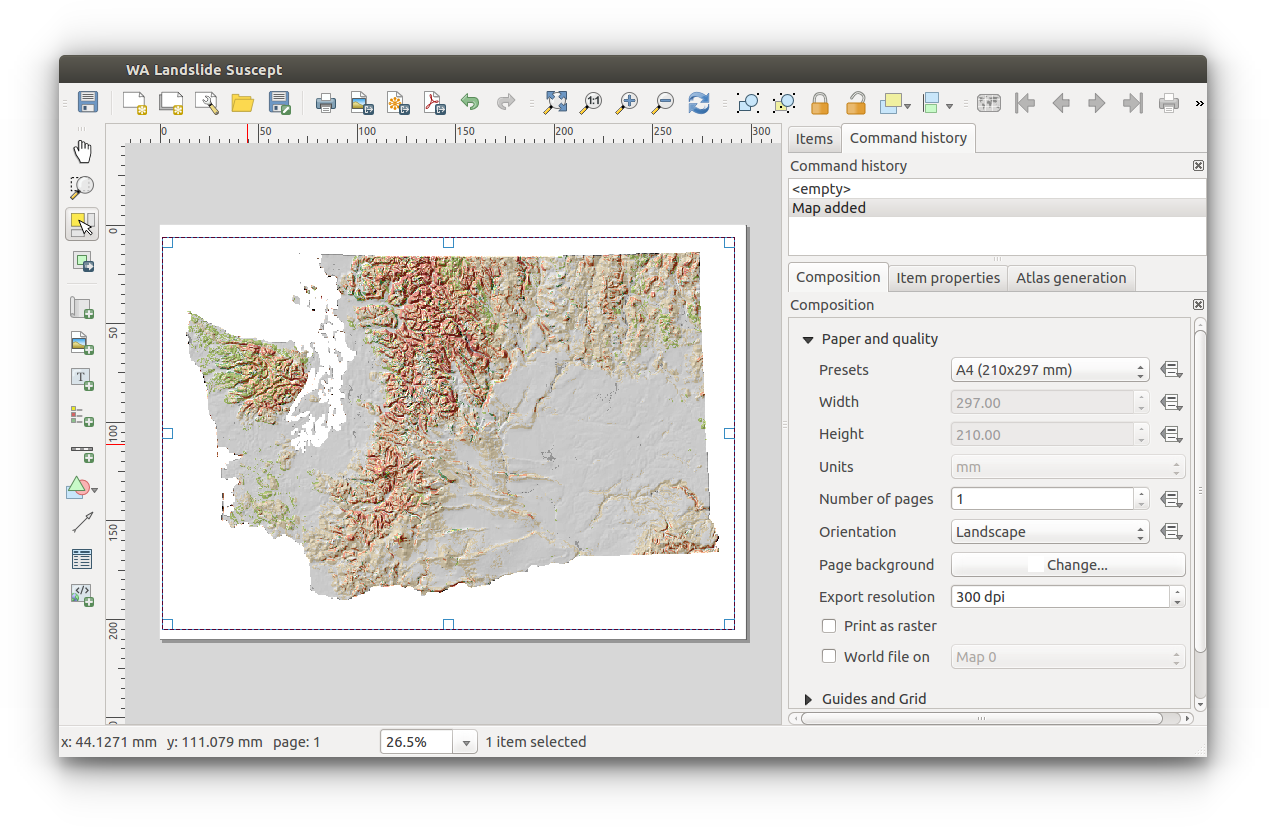 WA Landslide Suscept
1:1
»
0 50 100 150 200 250 300
0
50
100
150
200
T
</>
Items Command history
Command history
<empty>
Map added
Composition Item properties Atlas generation
Composition
Paper and quality
Presets A4 (210x297 mm)
Width 297.00
Height 210.00
Units mm
Number of pages 1
Orientation Landscape
Page background Change...
Export resolution 300 dpi
Print as raster
World file on Map 0
Guides and Grid
x: 44.1271 mm y: 111.079 mm page: 1 26.5% 1 item selected